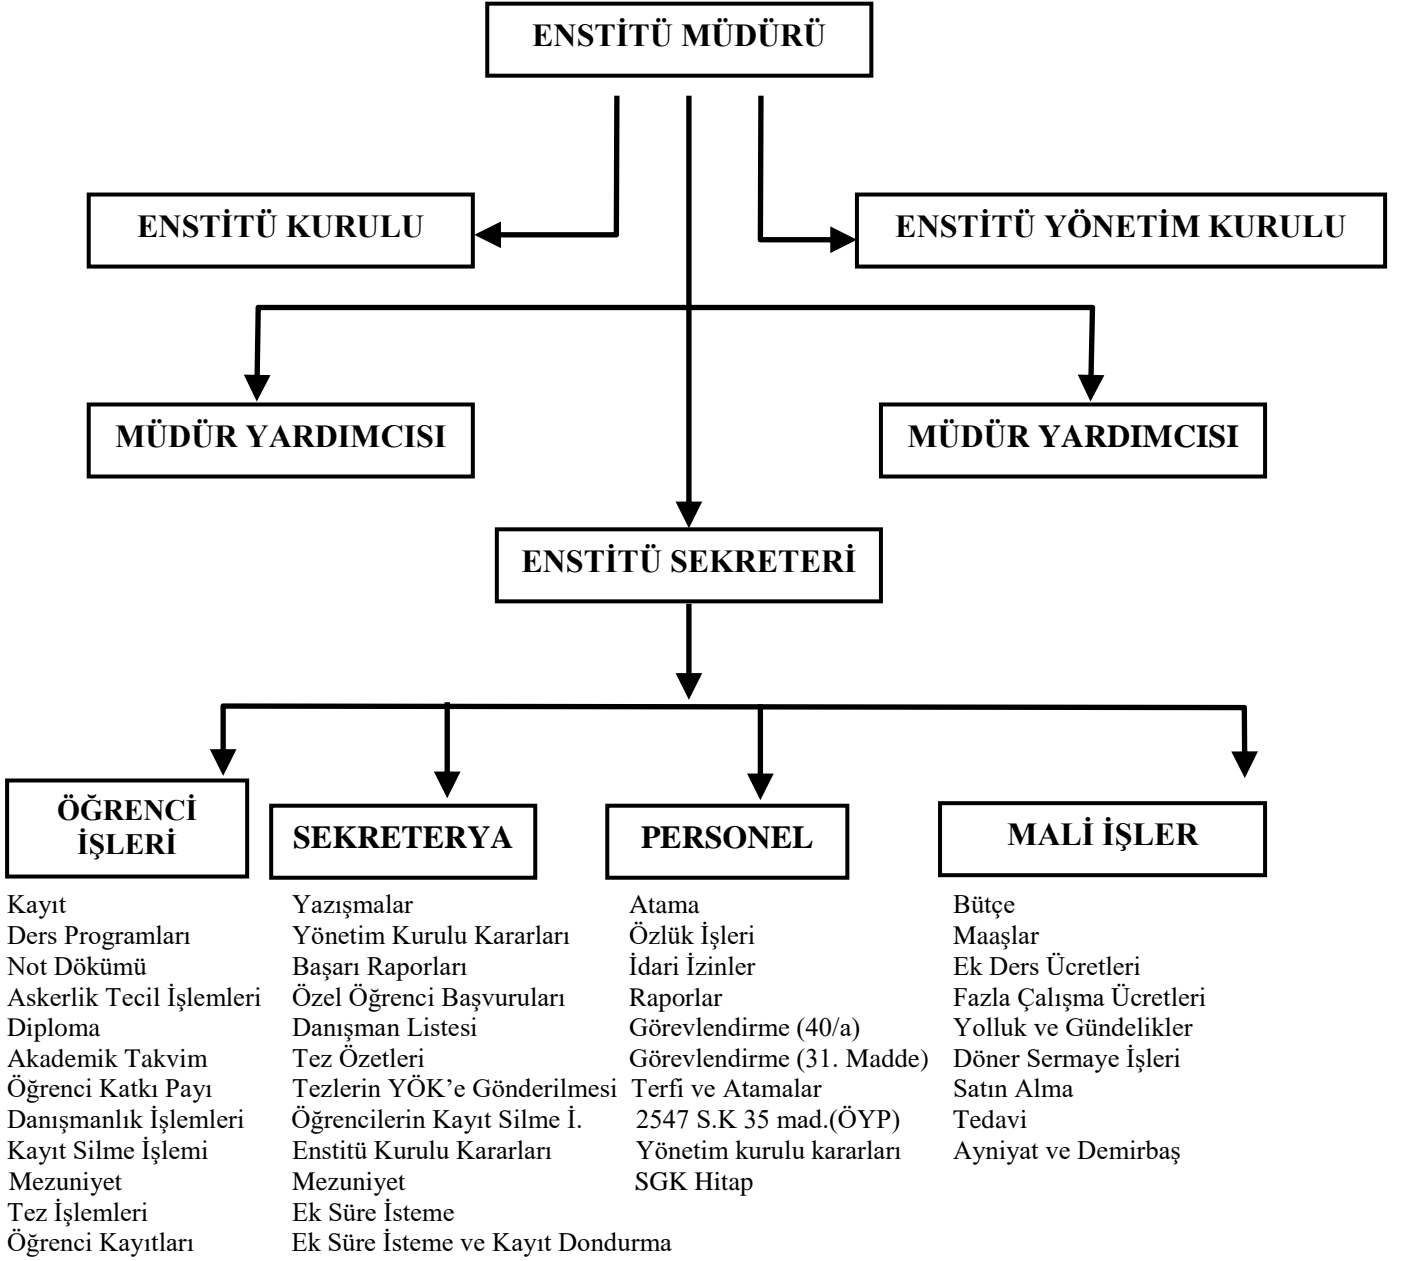 ENSTİTÜ MÜDÜRÜ
ENSTİTÜ KURULU
ENSTİTÜ YÖNETİM KURULU
MÜDÜR YARDIMCISI
MÜDÜR YARDIMCISI
ENSTİTÜ SEKRETERİ
ÖĞRENCİ
İŞLERİ
Kayıt
Ders Programları
Not Dökümü
Askerlik Tecil İşlemleri
Diploma
Akademik Takvim
Öğrenci Katkı Payı
Danışmanlık İşlemleri
Kayıt Silme İşlemi
Mezuniyet
Tez İşlemleri
Öğrenci Kayıtları
SEKRETERYA
Yazışmalar
Yönetim Kurulu Kararları
Başarı Raporları
Özel Öğrenci Başvuruları
Danışman Listesi
Tez Özetleri
Tezlerin YÖK’e Gönderilmesi
Öğrencilerin Kayıt Silme İ.
Enstitü Kurulu Kararları
Mezuniyet
Ek Süre İsteme
Ek Süre İsteme ve Kayıt Dondurma
PERSONEL
Atama
Özlük İşleri
İdari İzinler
Raporlar
Görevlendirme (40/a)
Görevlendirme (31. Madde)
Terfi ve Atamalar
2547 S.K 35 mad.(ÖYP)
Yönetim kurulu kararları
SGK Hitap
MALİ İŞLER
Bütçe
Maaşlar
Ek Ders Ücretleri
Fazla Çalışma Ücretleri
Yolluk ve Gündelikler
Döner Sermaye İşleri
Satın Alma
Tedavi
Ayniyat ve Demirbaş